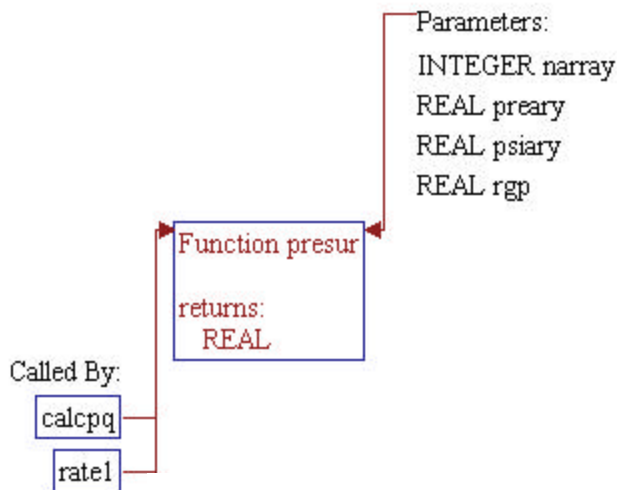 Parameters:
INTEGER narray
REAL preary
REAL psiary
REAL rgp
Function presur
returns:
REAL
Called By:
calcpq
rate1